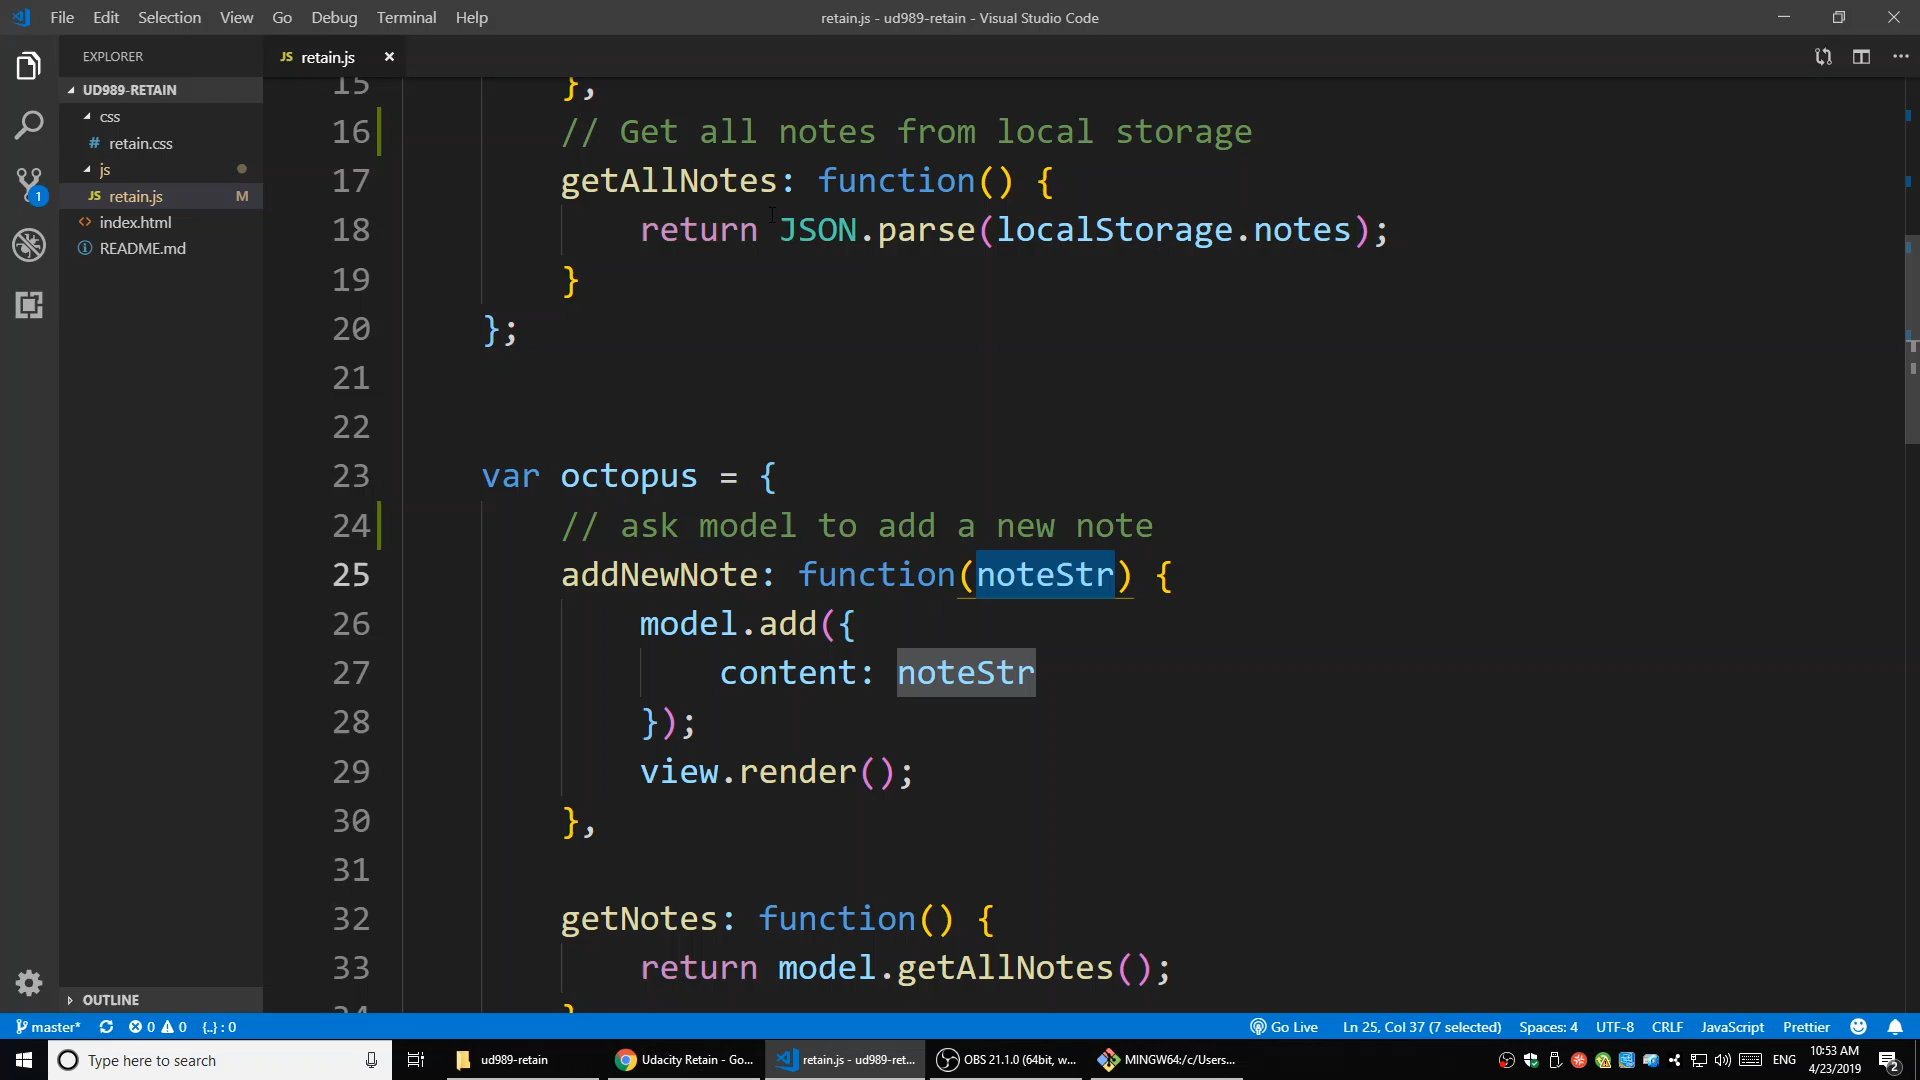 File Edit Selection View Go Debug Terminal Help
retain.js - ud989-retain - Visual Studio Code
EXPLORER
JS retain.js
UD989-RETAIN
css
# retain.css
js
JS retain.js M
index.html
README.md
OUTLINE
15 },
16 // Get all notes from local storage
17 getAllNotes: function() {
18 return JSON.parse(localStorage.notes);
19 }
20 };
21
22
23 var octopus = {
24 // ask model to add a new note
25 addNewNote: function(noteStr) {
26 model.add({
27 content: noteStr
28 });
29 view.render();
30 },
31
32 getNotes: function() {
33 return model.getAllNotes();
34 }
1
master* 0 0 {..} : 0
Go Live Ln 25, Col 37 (7 selected) Spaces: 4 UTF-8 CRLF JavaScript Prettier
Type here to search
ud989-retain
Udacity Retain - Go...
retain.js - ud989-ret...
OBS 21.1.0 (64bit, w...
MINGW64:/c/Users...
ENG
10:53 AM
4/23/2019
2